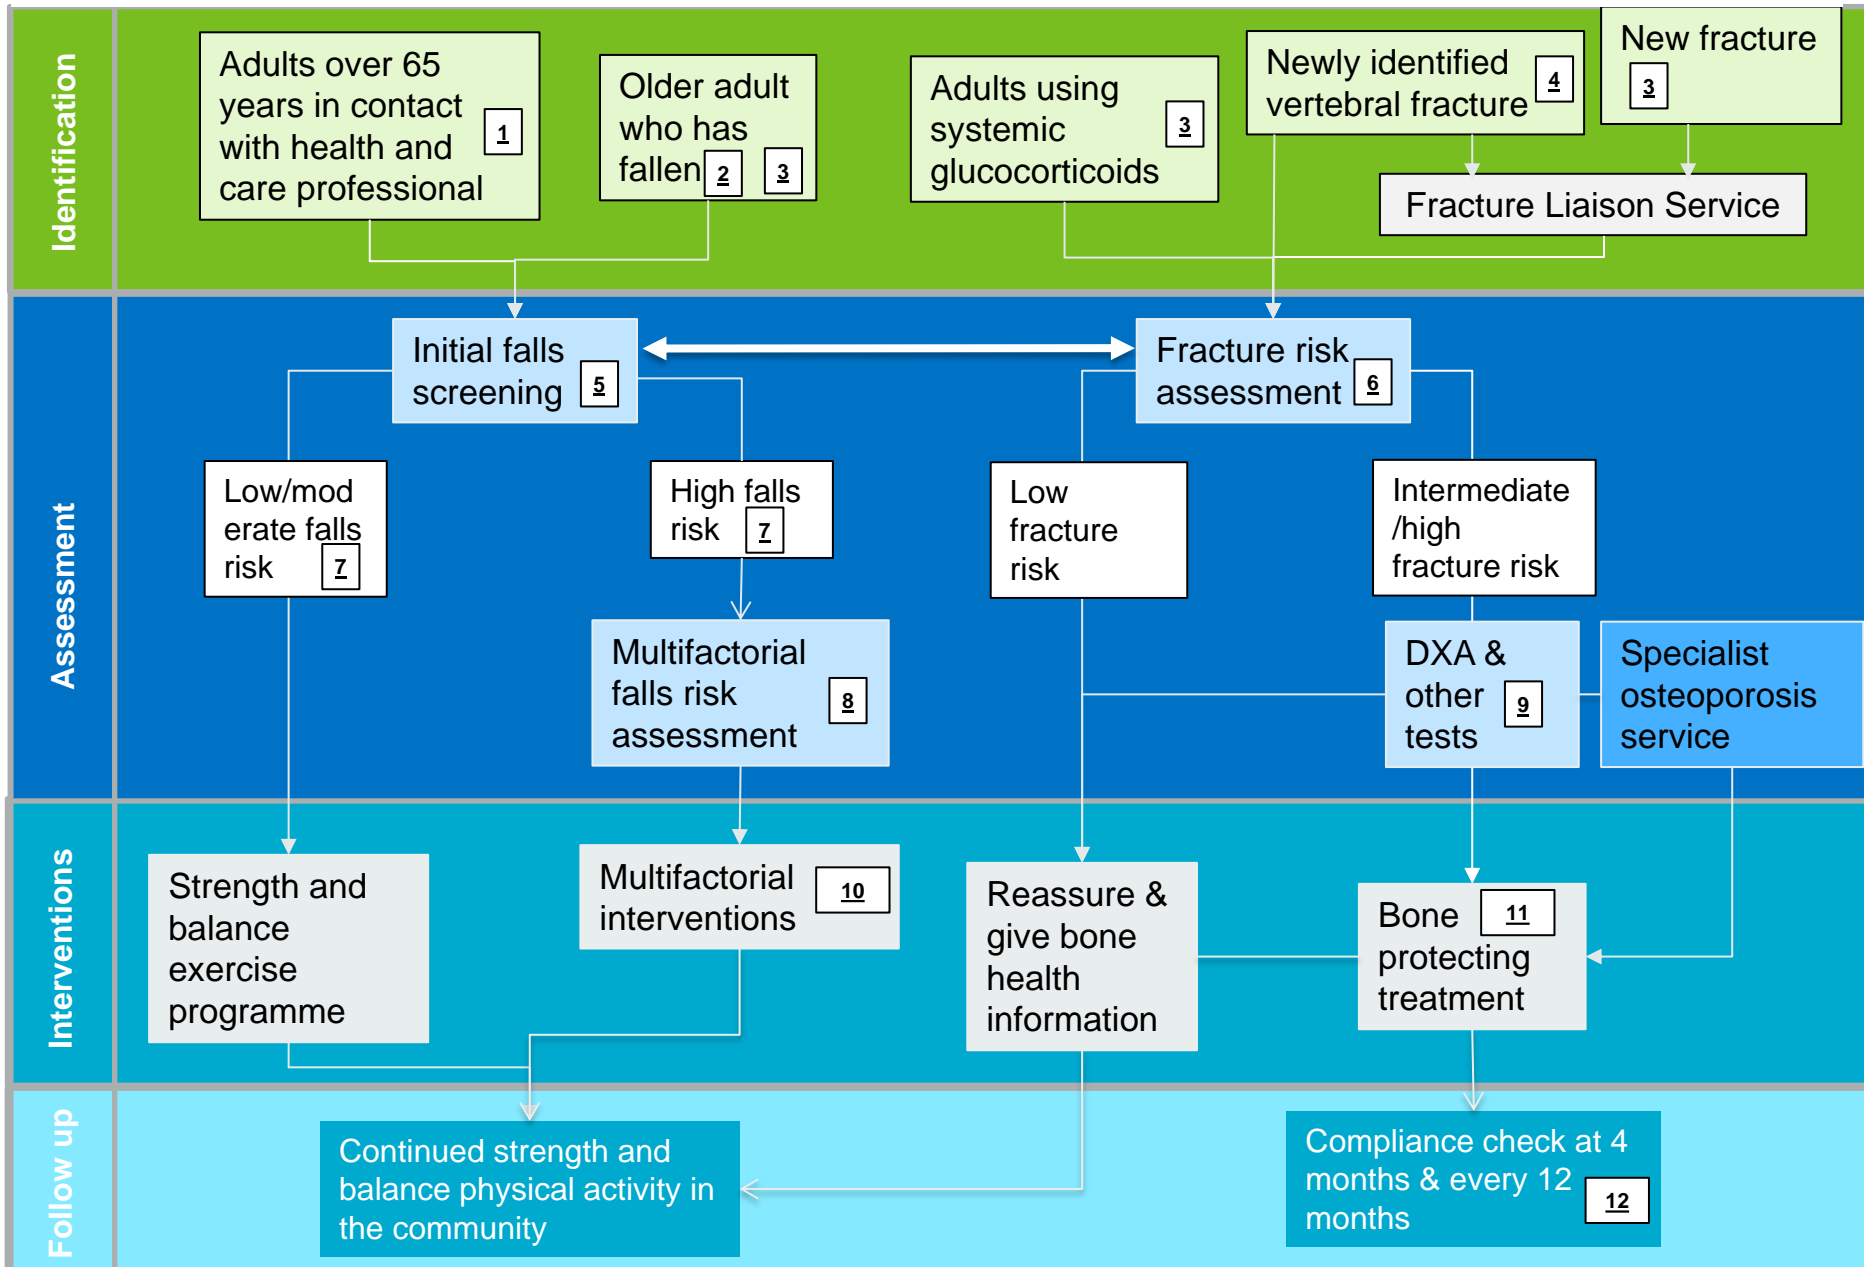 Identification
Adults over 65
years in contact
with health and
care professional
1
Older adult
who has
fallen 2 3
Adults using
systemic
glucocorticoids
3
Newly identified
vertebral fracture
4
New fracture
3
Fracture Liaison Service
Assessment
Initial falls
screening 5
Fracture risk
assessment 6
Low/mod
erate falls
risk 7
High falls
risk 7
Low
fracture
risk
Intermediate
/high
fracture risk
Multifactorial
falls risk
assessment
8
DXA &
other
tests
9
Specialist
osteoporosis
service
Interventions
Strength and
balance
exercise
programme
Multifactorial
interventions
10
Reassure &
give bone
health
information
Bone 11
protecting
treatment
Follow up
Continued strength and
balance physical activity in
the community
Compliance check at 4
months & every 12
months 12